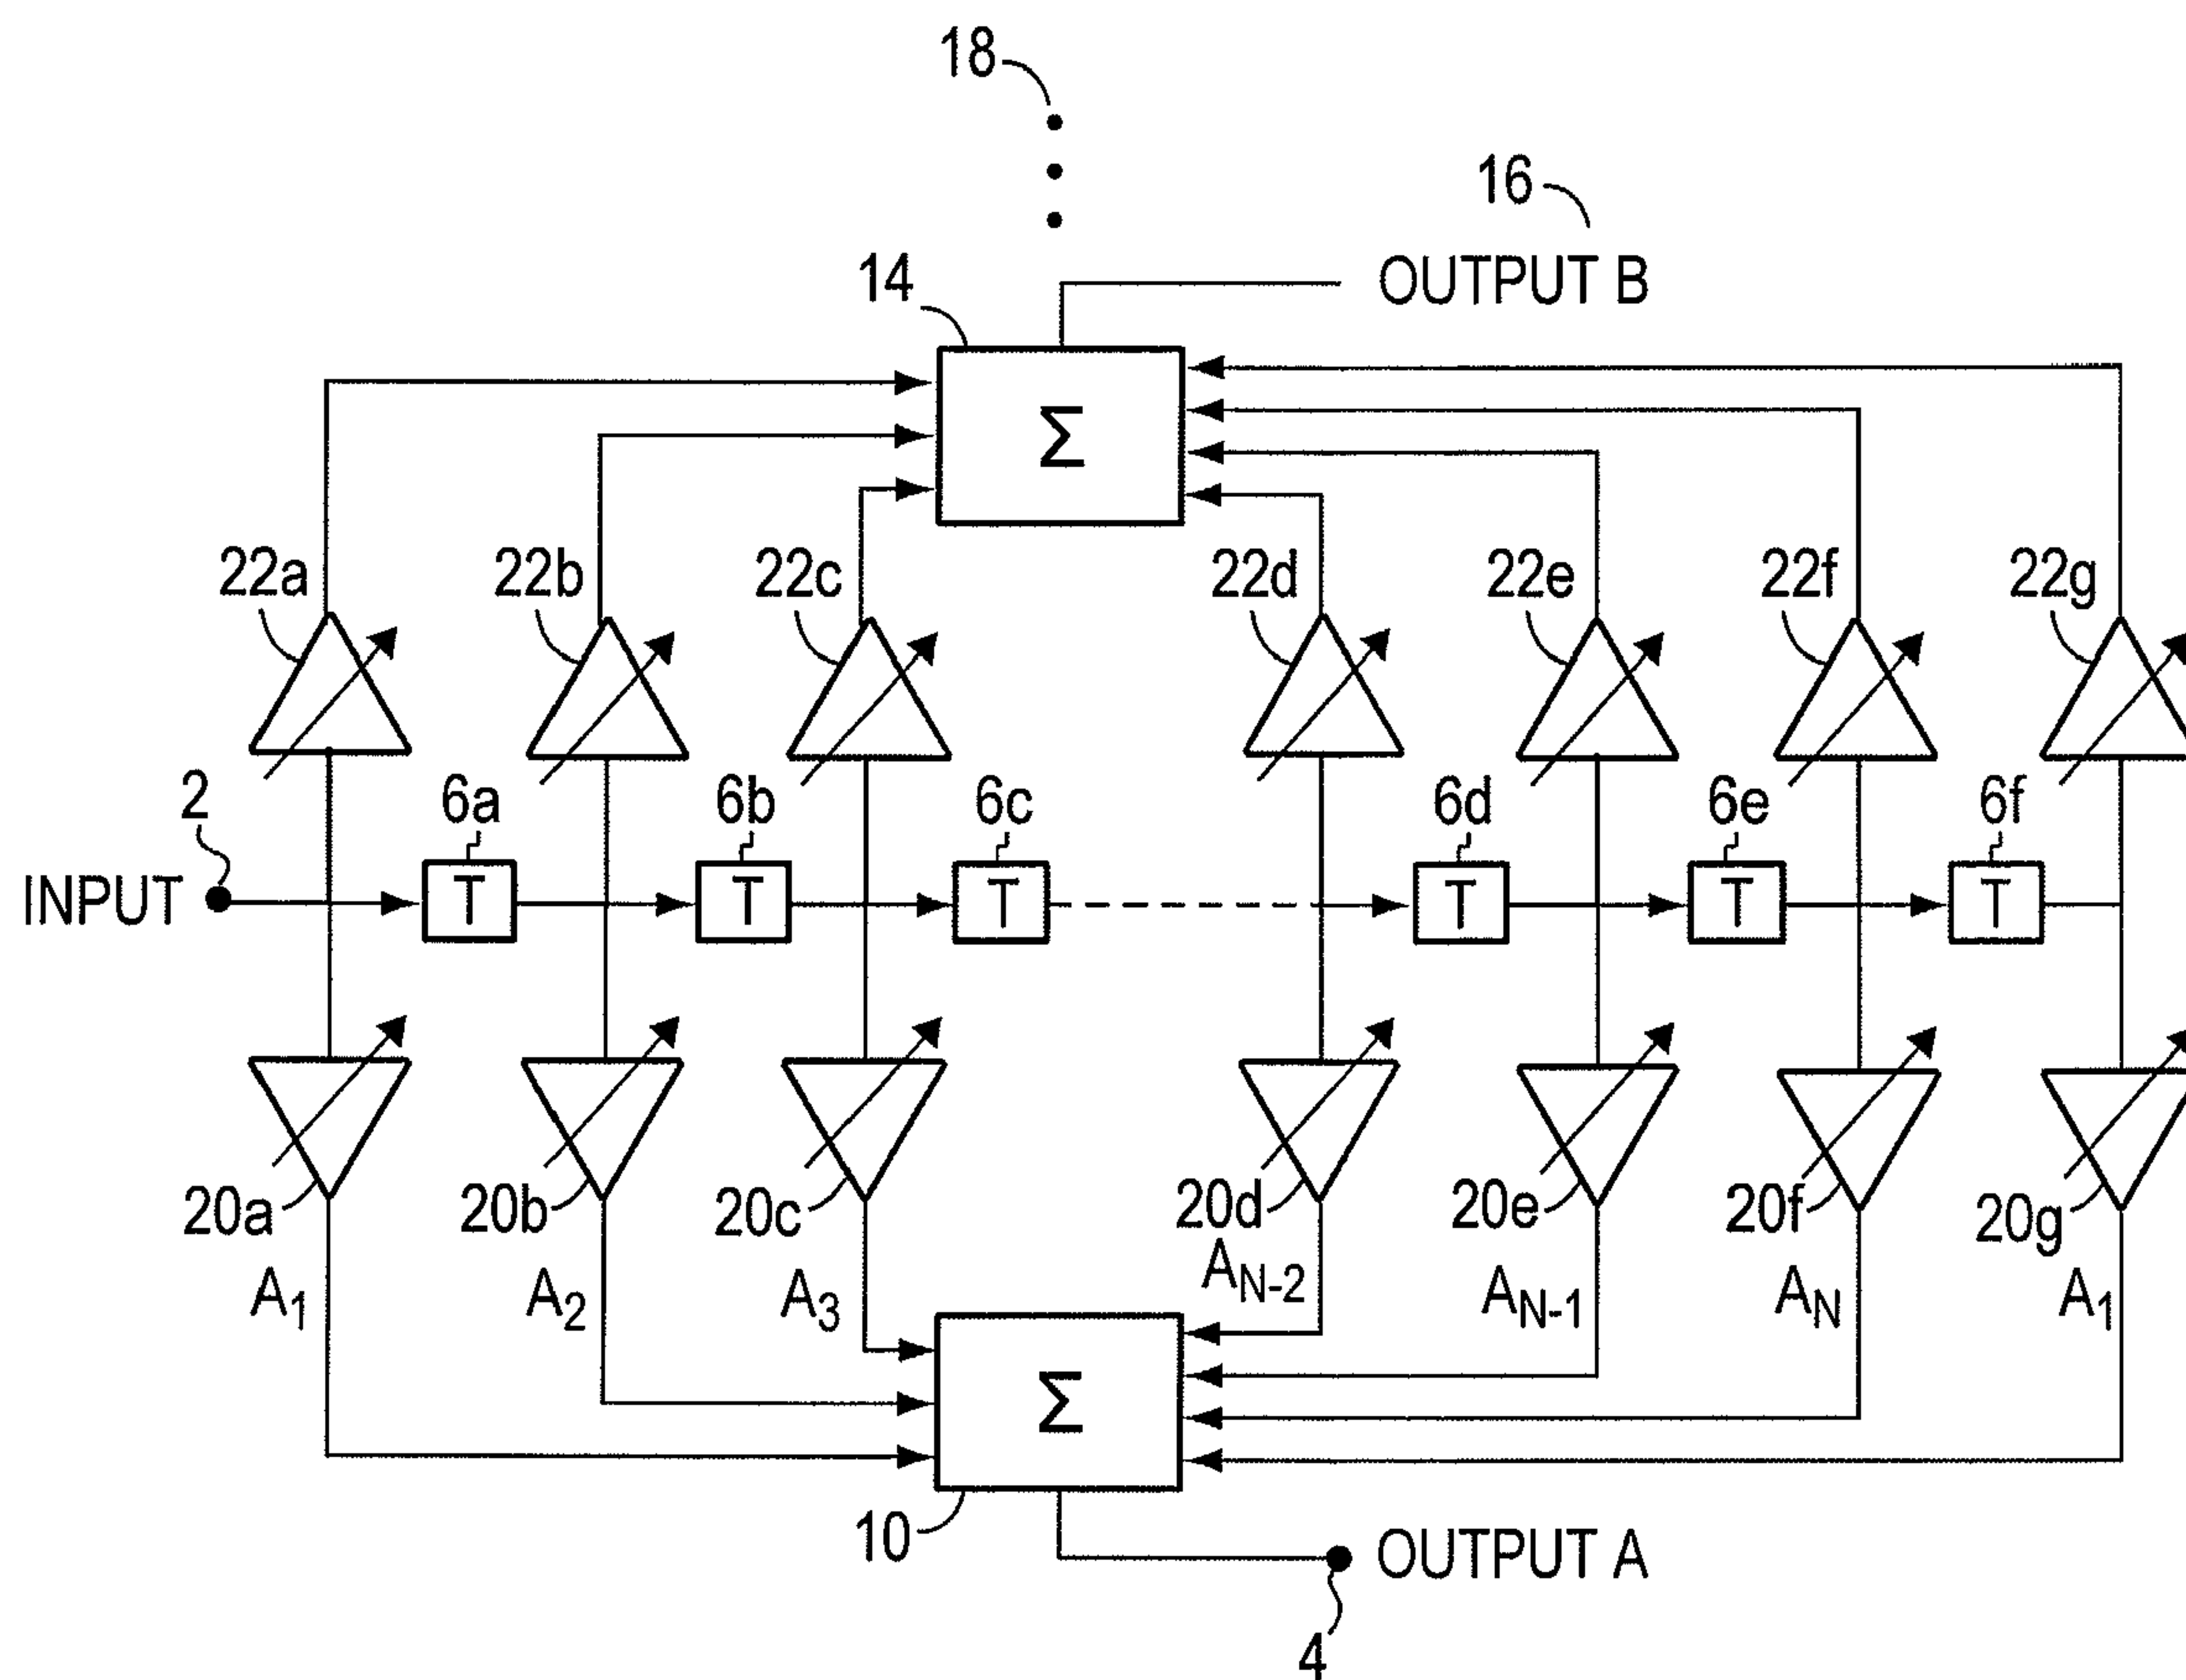 18
16
14
OUTPUT B
Σ
22a 22b 22c 22d 22e 22f 22g
2 6a 6b 6c 6d 6e 6f
INPUT T T T T T T
20a 20b 20c 20d 20e 20f 20g
A1 A2 A3 AN-2 AN-1 AN A1
Σ
10
OUTPUT A
4